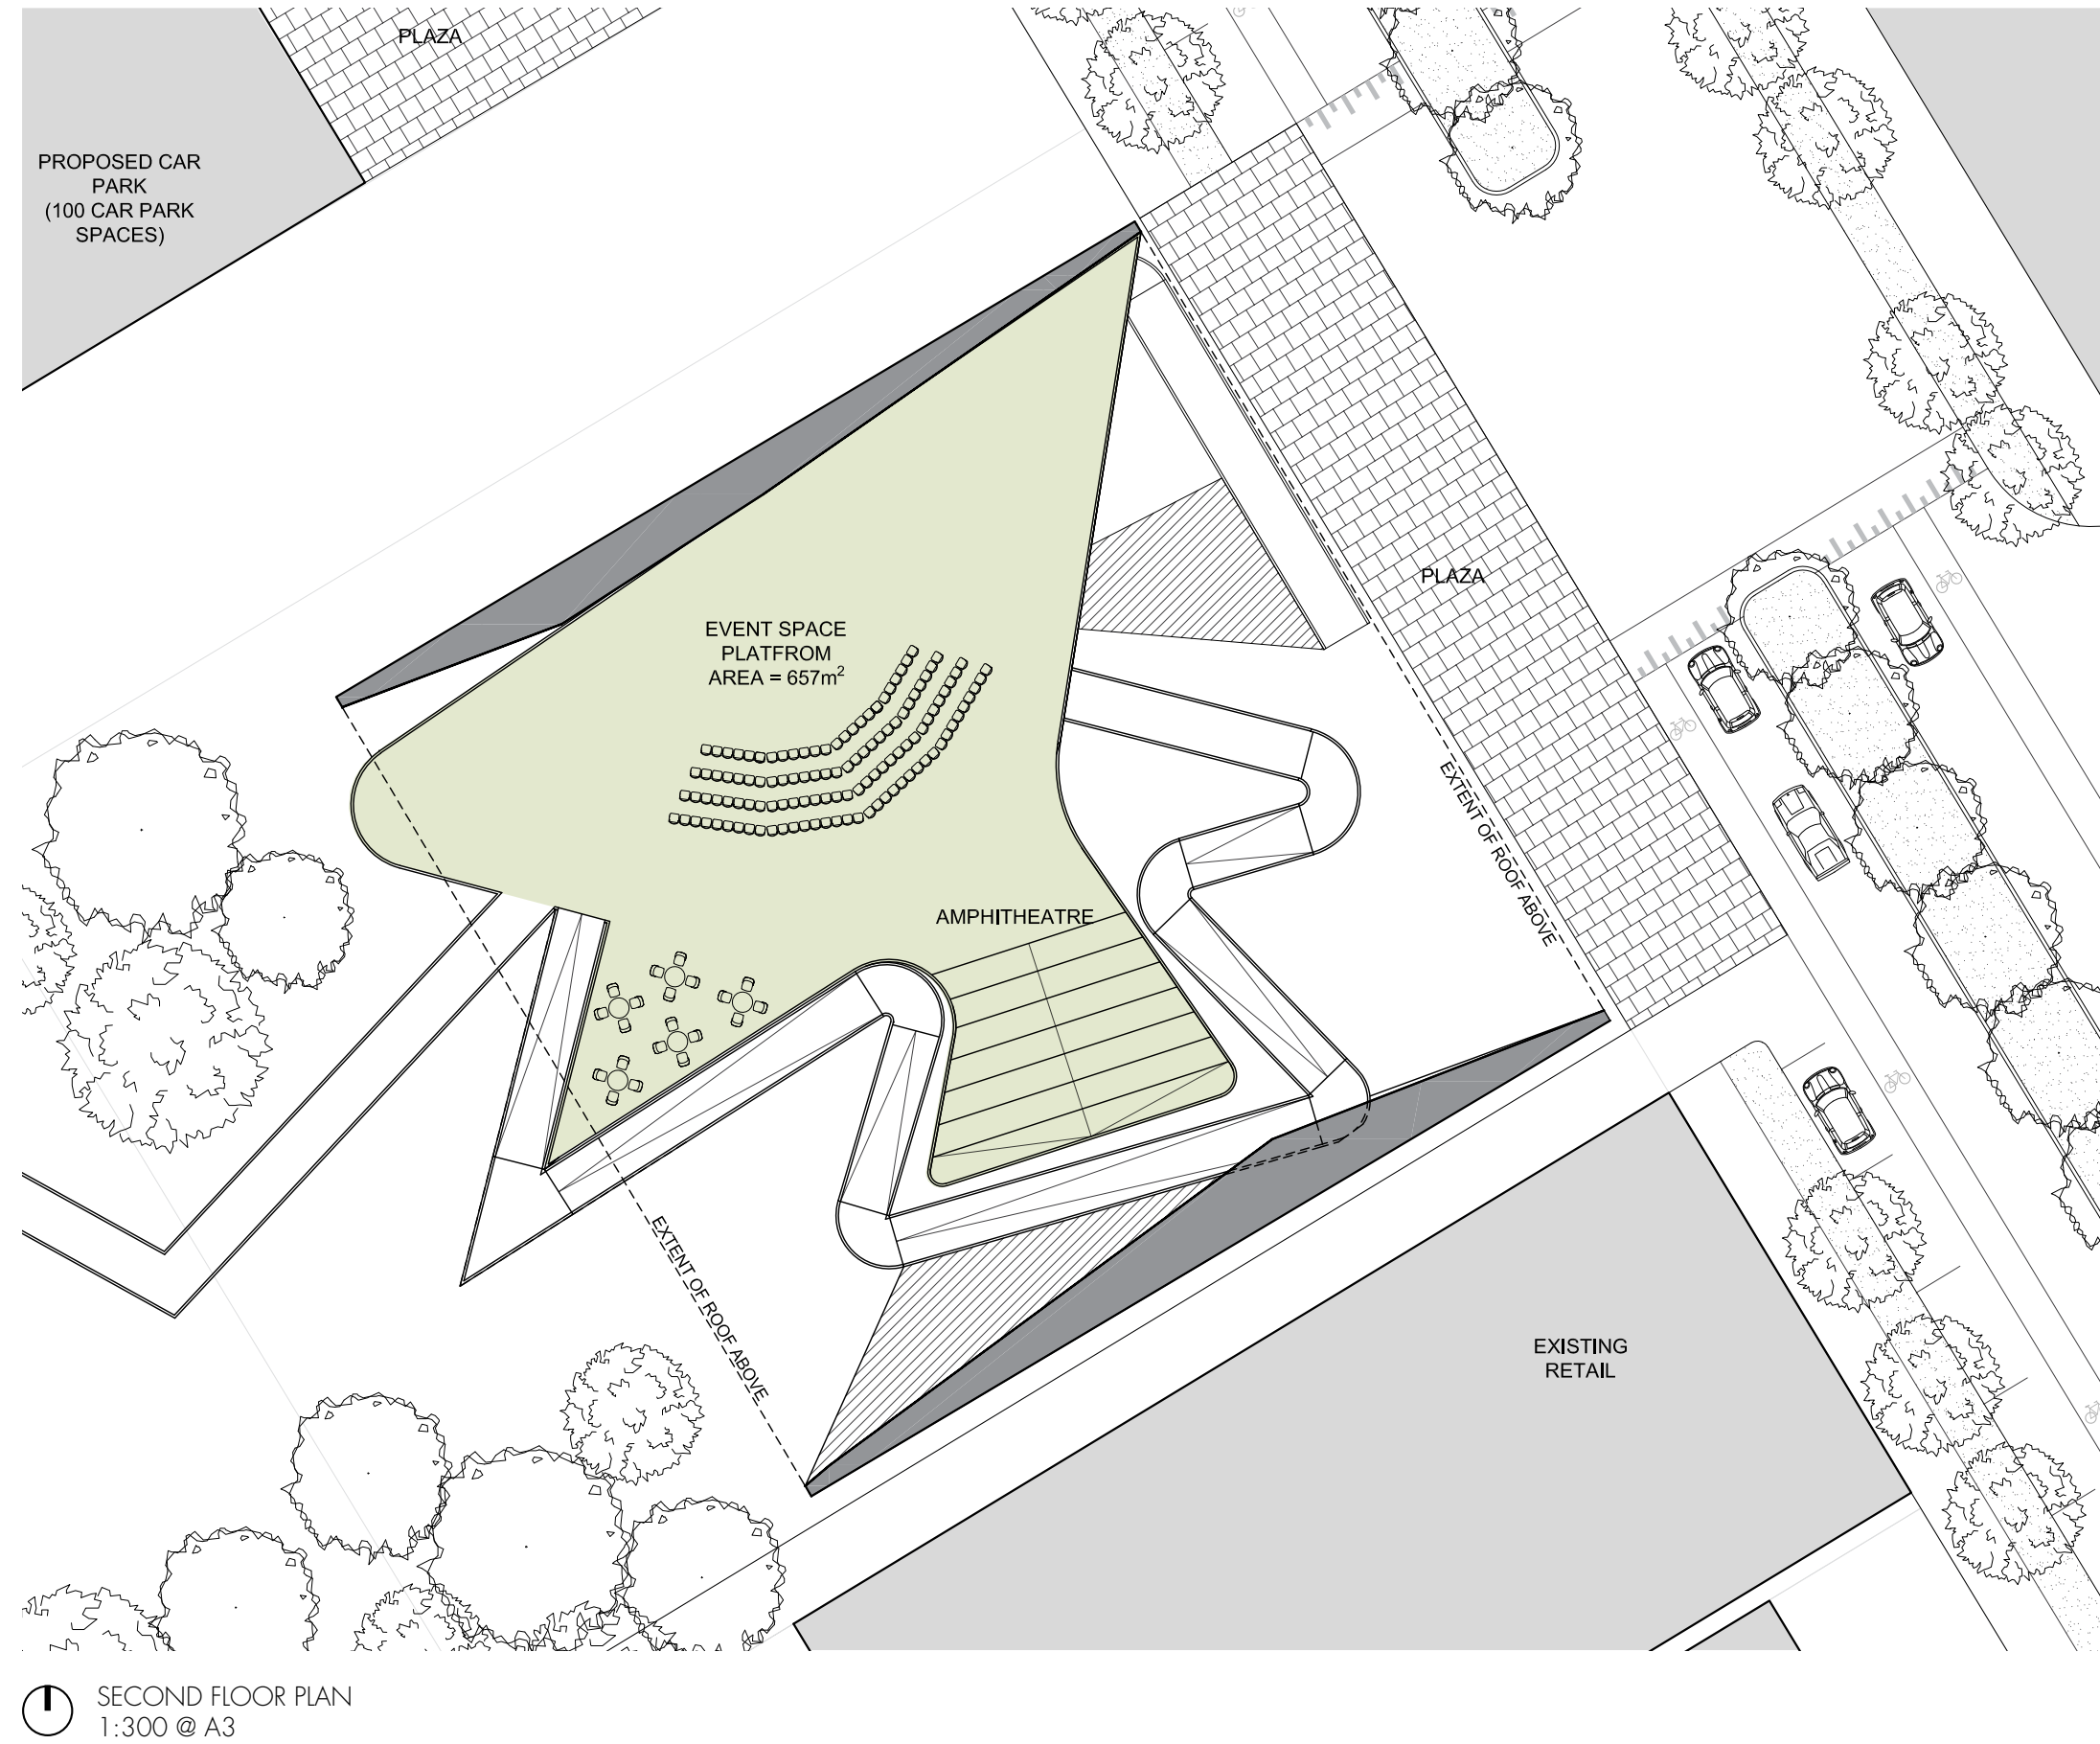 PLAZA
PROPOSED CAR
PARK
(100 CAR PARK
SPACES)
PLAZA
EVENT SPACE
PLATFROM
AREA = 657m²
EXTENT OF ROOF ABOVE
AMPHITHEATRE
EXTENT OF ROOF ABOVE
EXISTING
RETAIL
SECOND FLOOR PLAN
1:300 @ A3